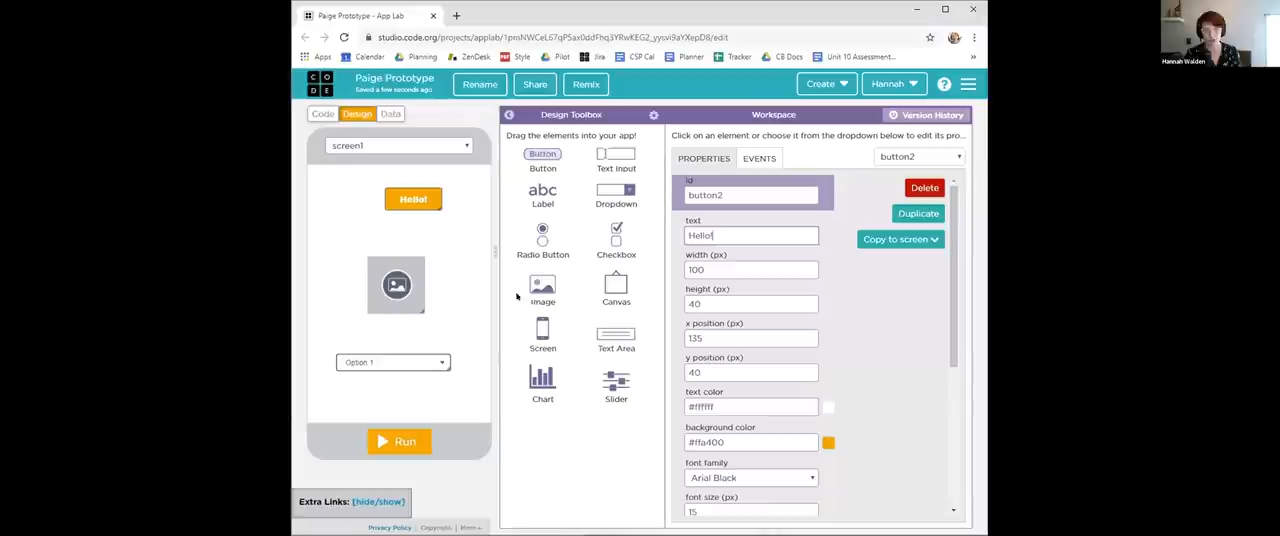 Paige Prototype - App Lab
studio.code.org/projects/applab/1pmNWCeL67qPSax0ddFhq3YRwKEG2_yysvi9aYXepD8/edit
Apps Calendar Planning ZenDesk Style Pilot Jira CSP Cal Planner Tracker CB Docs Unit 10 Assessment...
Hannah Walden
C O D E
Paige Prototype
Saved a few seconds ago
Rename Share Remix Create Hannah ?
Code Design Data
Design Toolbox Workspace Version History
Drag the elements into your app!
Click on an element or choose it from the dropdown below to edit its pro...
screen1
Button
Button
Text Input
abc
Label
Dropdown
Radio Button
Checkbox
Image
Canvas
Screen
Text Area
Chart
Slider
Hello!
Option 1
Run
Extra Links: [hide/show]
Privacy Policy Copyright More
PROPERTIES EVENTS button2
id
button2
text
Hello!
width (px)
100
height (px)
40
x position (px)
135
y position (px)
40
text color
#ffffff
background color
#ffa400
font family
Arial Black
font size (px)
15
Delete
Duplicate
Copy to screen